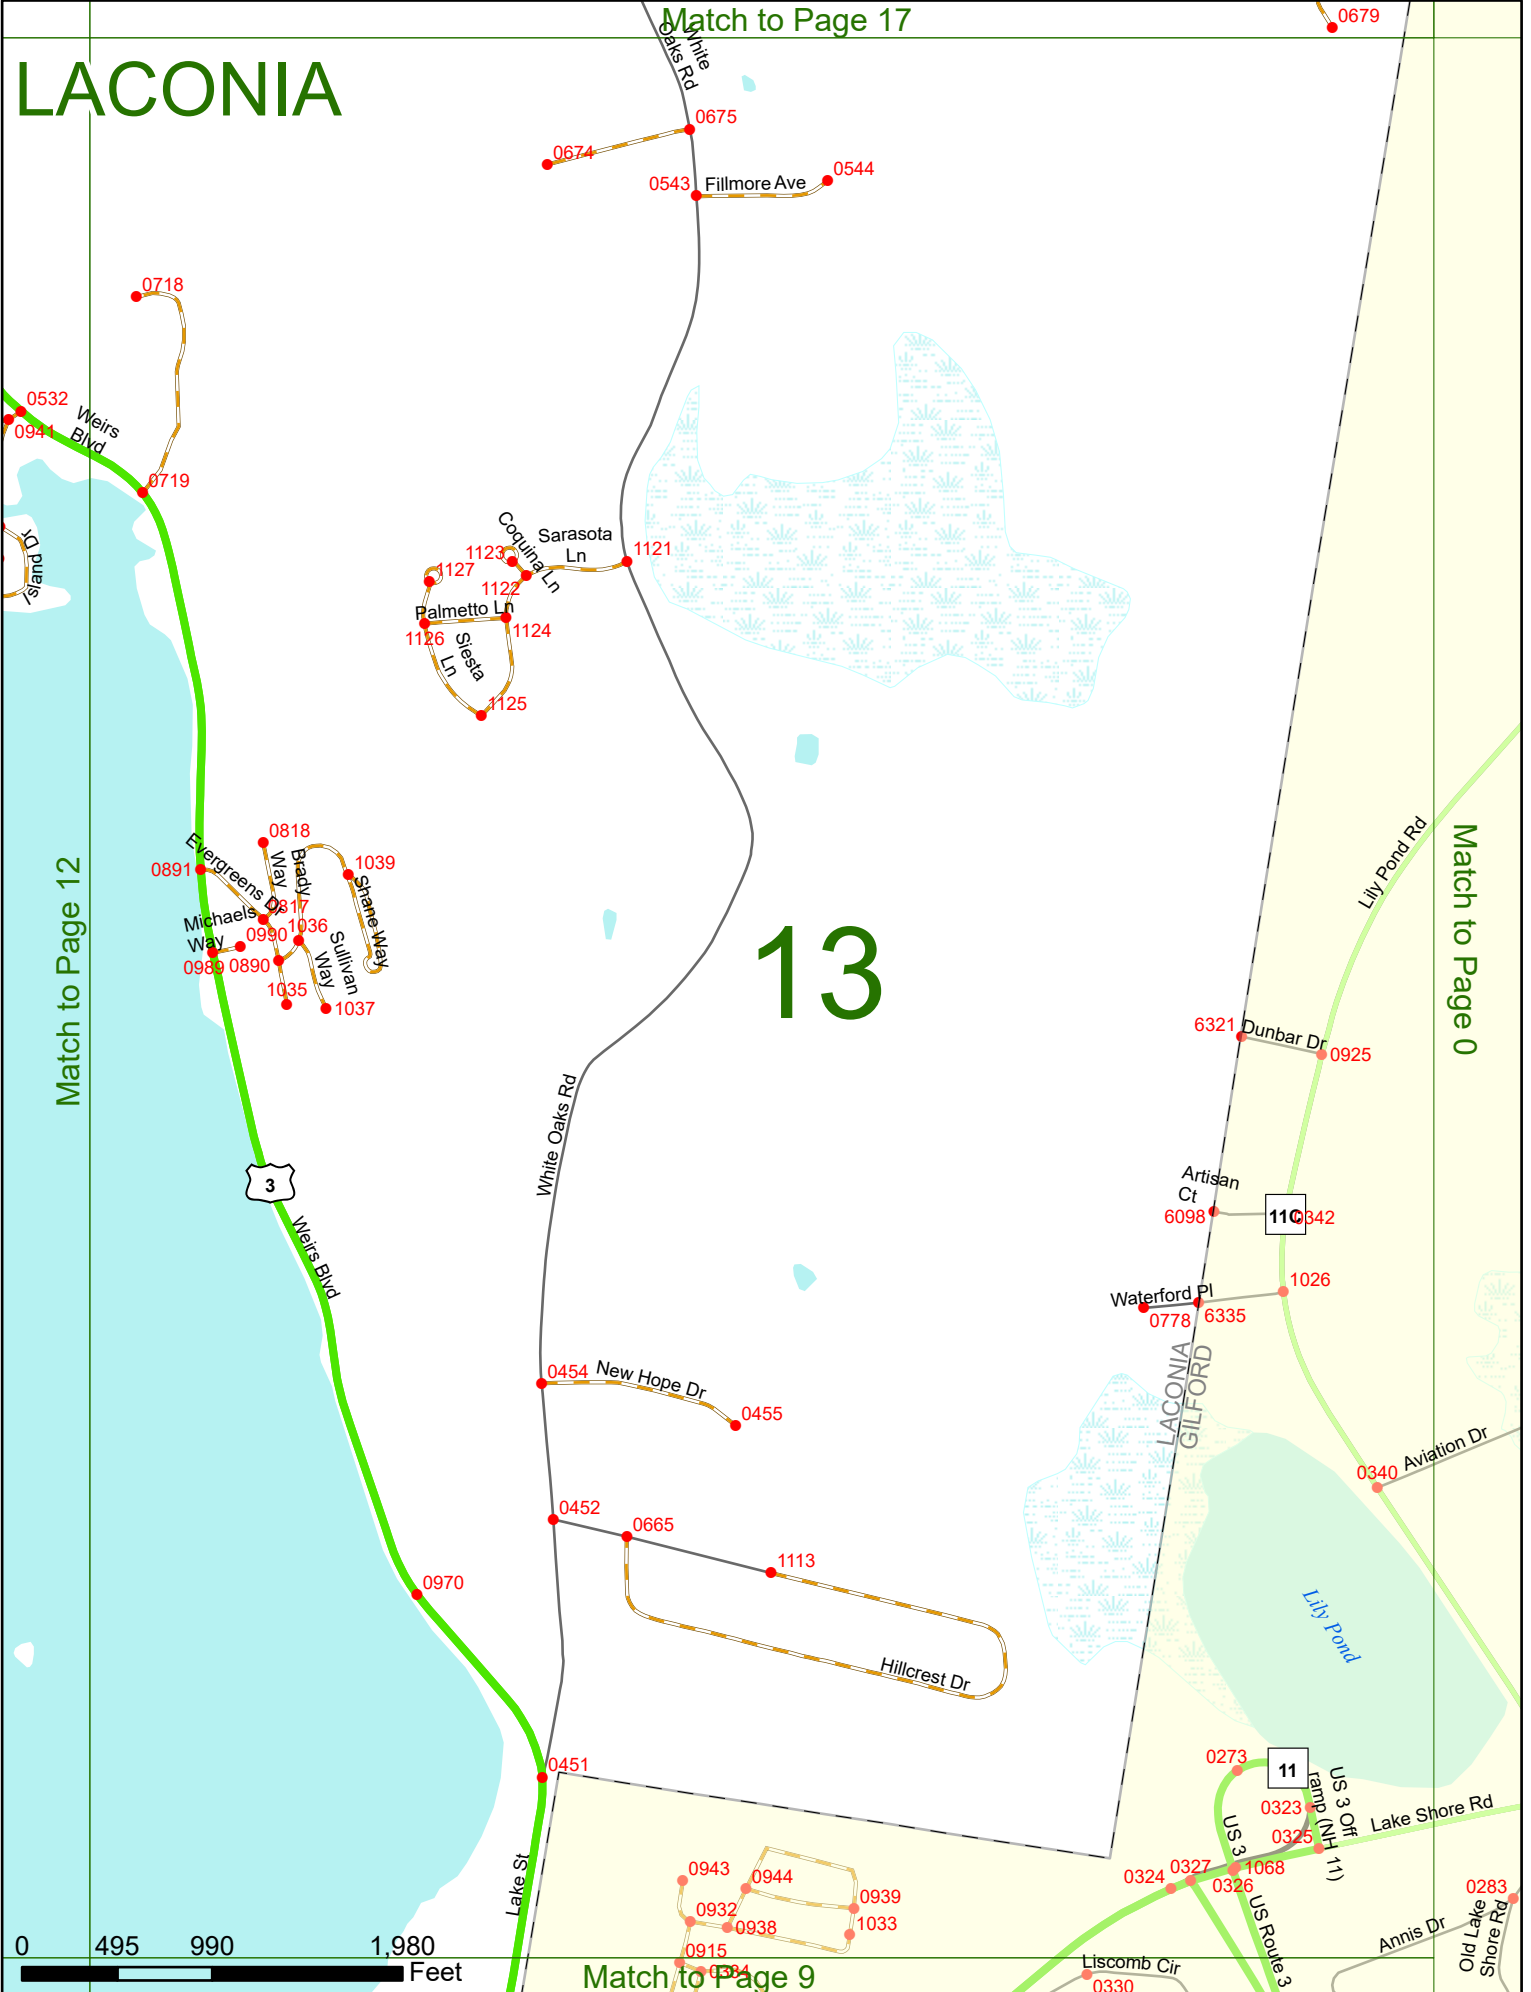 Match to Page 17
0679
LACONIA
White
Oaks Rd
0675
0674
0543
Fillmore Ave
0544
0718
0532
0941
Weirs
Blvd
0719
Island Dr
Coquina Ln
Sarasota
Ln
1121
1123
1127
1122
Palmetto Ln
1126
1124
Siesta
Ln
1125
Lily Pond Rd
Match to Page 12
Match to Page 0
0818
Evergreens Dr
0891
Way
Brady
1039
Shane Way
0817
Michaels
Way
0990
1036
0989
0890
Sullivan
Way
1035
1037
13
6321
Dunbar Dr
0925
White Oaks Rd
3
Artisan
Ct
6098
11C
0342
Weirs Blvd
1026
Waterford Pl
0778
6335
LACONIA
GILFORD
0454
New Hope Dr
0455
0340
Aviation Dr
0452
0665
1113
0970
Lily Pond
Hillcrest Dr
0451
0273
11
US 3 Off
ramp (NH 11)
0323
Lake Shore Rd
0325
US 3
Lake St
0943
0944
0324
0327
1068
0326
0939
0283
0932
0938
1033
US Route 3
Annis Dr
Old Lake
Shore Rd
0915
0334
0
495
990
1,980
Feet
Match to Page 9
Liscomb Cir
0330